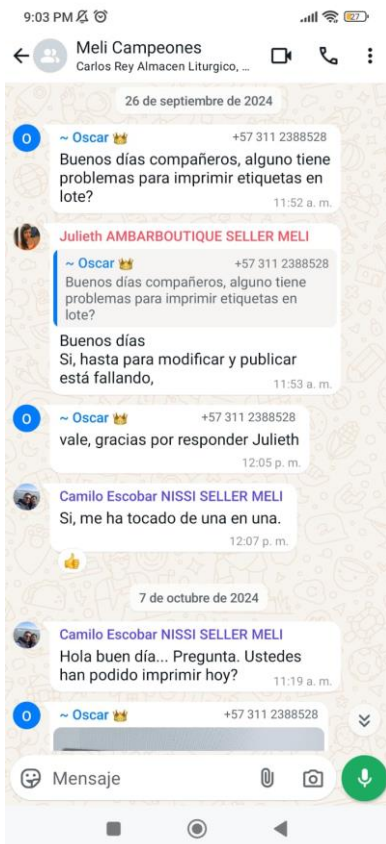 9:03 PM
27
Meli Campeones
Carlos Rey Almacen Liturgico, ...
26 de septiembre de 2024
O
~ Oscar 👑 +57 311 2388528
Buenos días compañeros, alguno tiene
problemas para imprimir etiquetas en
lote?
11:52 a. m.
Julieth AMBARBOUTIQUE SELLER MELI
~ Oscar 👑 +57 311 2388528
Buenos días compañeros, alguno tiene
problemas para imprimir etiquetas en
lote?
Buenos días
Si, hasta para modificar y publicar
está fallando,
11:53 a. m.
O
~ Oscar 👑 +57 311 2388528
vale, gracias por responder Julieth
12:05 p. m.
Camilo Escobar NISSI SELLER MELI
Si, me ha tocado de una en una.
12:07 p. m.
👍
7 de octubre de 2024
Camilo Escobar NISSI SELLER MELI
Hola buen día... Pregunta. Ustedes
han podido imprimir hoy?
11:19 a. m.
O
~ Oscar 👑 +57 311 2388528
Mensaje